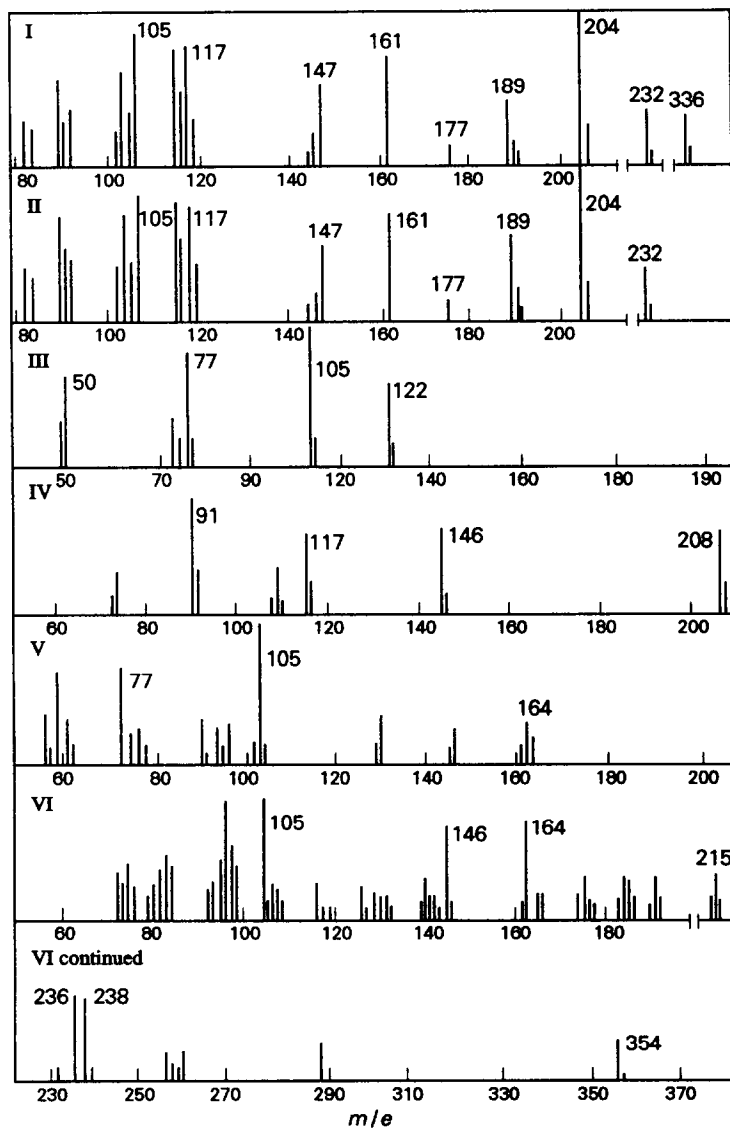 I 105 117 147 161 177 189 204 232 336
80 100 120 140 160 180 200
II 105 117 147 161 177 189 204 232
80 100 120 140 160 180 200
III 50 77 105 122
50 70 90 120 140 160 180 190
IV 91 117 146 208
60 80 100 120 140 160 180 200
V 77 105 164
60 80 100 120 140 160 180 200
VI 105 146 164 215
60 80 100 120 140 160 180
VI continued
236 238 354
230 250 270 290 310 330 350 370
m/e